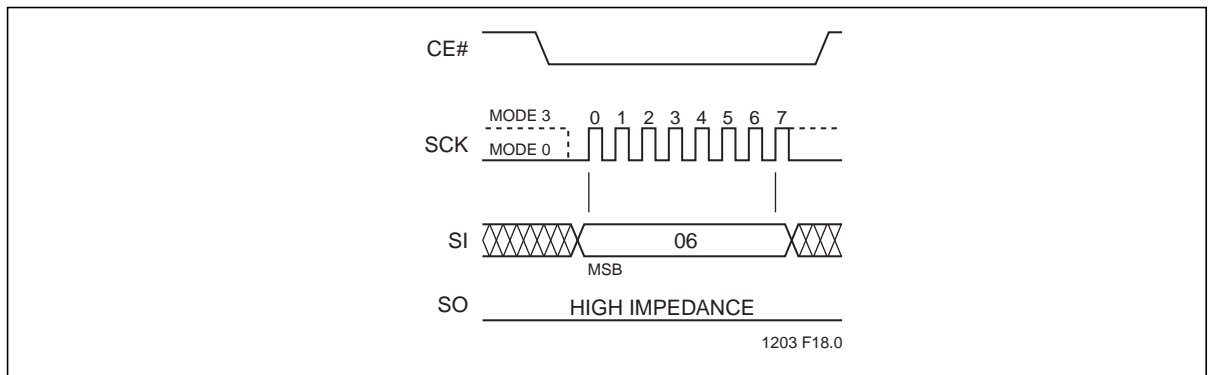 CE#
MODE 3
0 1 2 3 4 5 6 7
SCK
MODE 0
SI
06
MSB
SO
HIGH IMPEDANCE
1203 F18.0